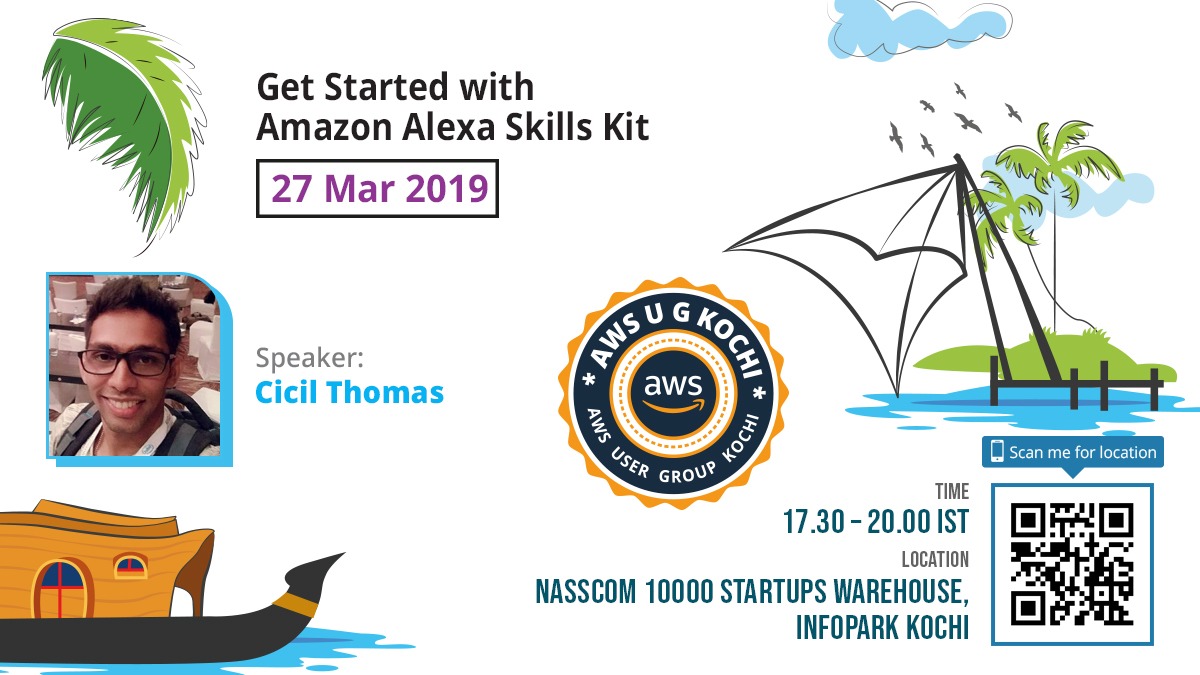 Get Started with
Amazon Alexa Skills Kit
27 Mar 2019
Speaker:
Cicil Thomas
* AWS U G KOCHI *
aws
AWS USER GROUP KOCHI
Scan me for location
TIME
17.30 – 20.00 IST
LOCATION
NASSCOM 10000 STARTUPS WAREHOUSE,
INFOPARK KOCHI